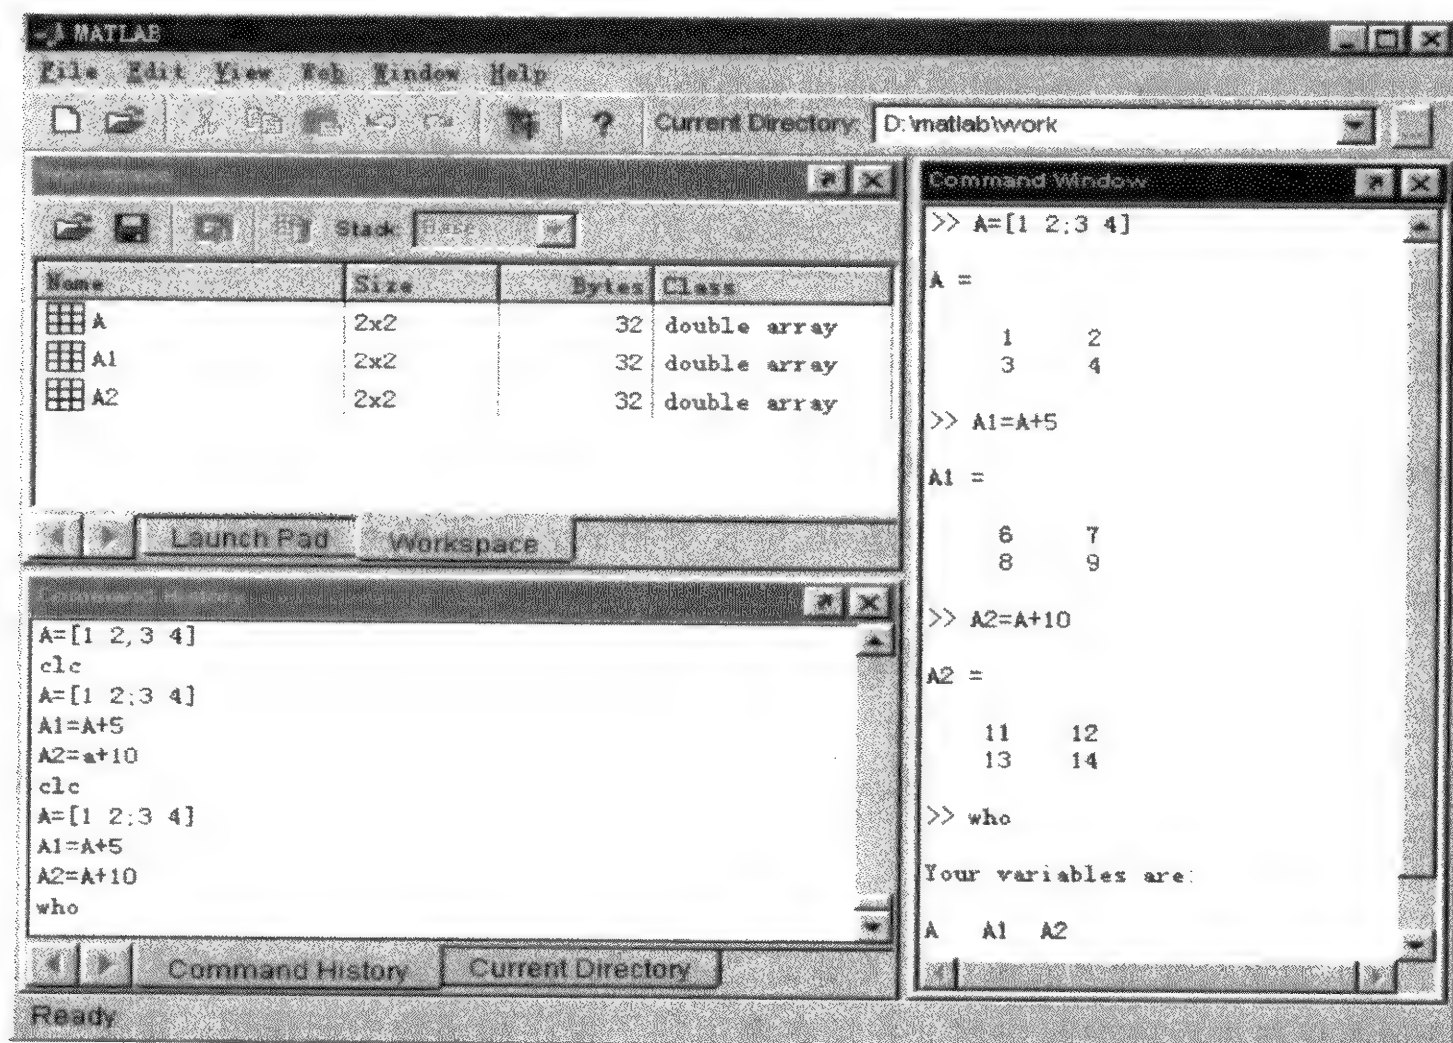 MATLAB
File Edit View Web Window Help
? Current Directory: D:\matlab\work ...
Workspace
Stack: Base
Name Size Bytes Class
A 2x2 32 double array
A1 2x2 32 double array
A2 2x2 32 double array
Launch Pad Workspace
Command History
A=[1 2,3 4]
clc
A=[1 2;3 4]
A1=A+5
A2=a+10
clc
A=[1 2;3 4]
A1=A+5
A2=A+10
who
Command History Current Directory
Command Window
>> A=[1 2;3 4]
A =
1 2
3 4
>> A1=A+5
A1 =
6 7
8 9
>> A2=A+10
A2 =
11 12
13 14
>> who
Your variables are:
A A1 A2
Ready